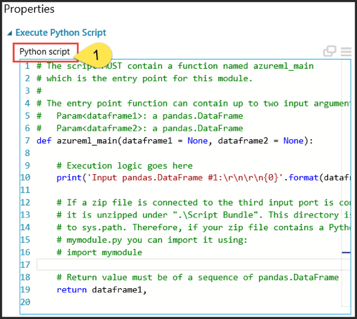 Properties
Execute Python Script
Python script
1
1 # The script MUST contain a function named azureml_main
2 # which is the entry point for this module.
3 #
4 # The entry point function can contain up to two input argument
5 # Param<dataframe1>: a pandas.DataFrame
6 # Param<dataframe2>: a pandas.DataFrame
7 def azureml_main(dataframe1 = None, dataframe2 = None):
8
9 # Execution logic goes here
10 print('Input pandas.DataFrame #1:\r\n\r\n{0}'.format(datafr
11
12 # If a zip file is connected to the third input port is con
13 # it is unzipped under ".\Script Bundle". This directory is
14 # to sys.path. Therefore, if your zip file contains a Pytho
15 # mymodule.py you can import it using:
16 # import mymodule
17
18 # Return value must be of a sequence of pandas.DataFrame
19 return dataframe1,
20